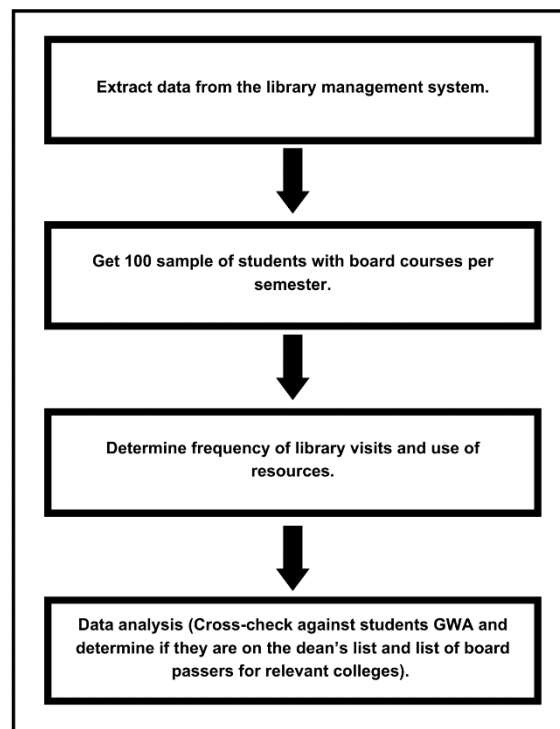 Extract data from the library management system.
Get 100 sample of students with board courses per
semester.
Determine frequency of library visits and use of
resources.
Data analysis (Cross-check against students GWA and
determine if they are on the dean’s list and list of board
passers for relevant colleges).